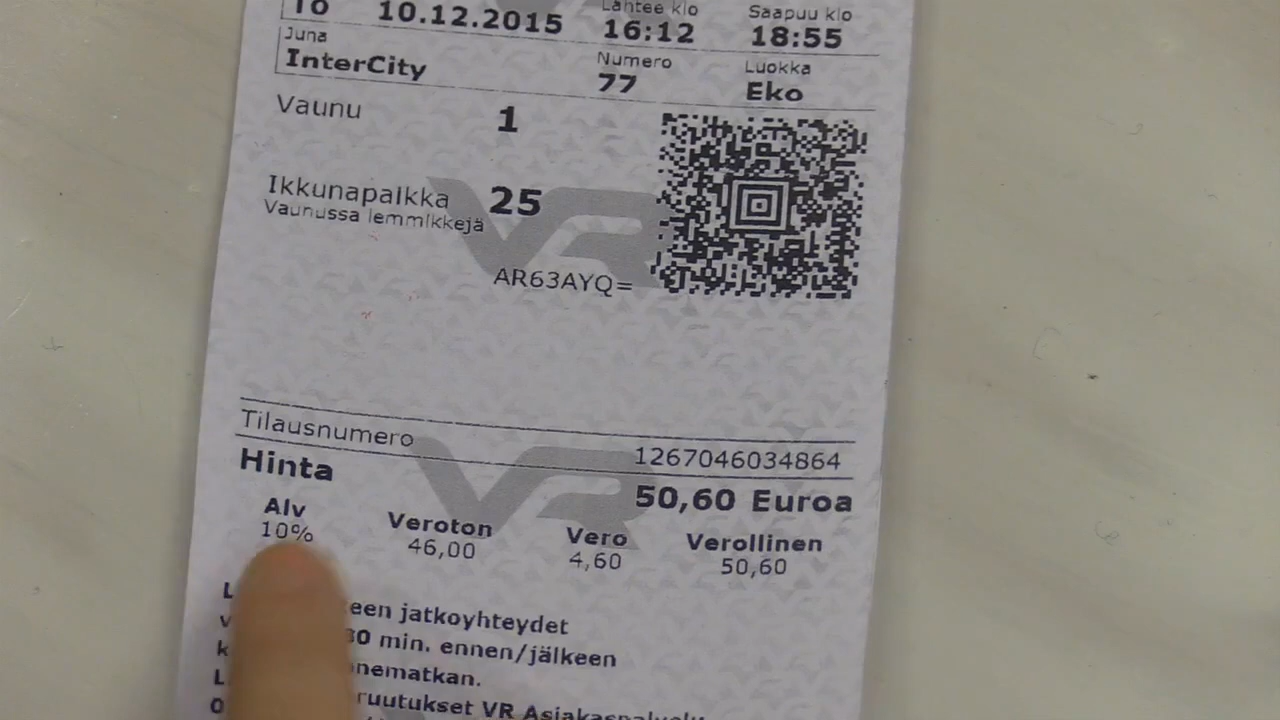 To 10.12.2015 Lähtee klo 16:12 Saapuu klo 18:55
Juna InterCity Numero 77 Luokka Eko
Vaunu 1
Ikkunapaikka 25
Vaunussa lemmikkejä
VR
AR63AYQ=
Tilausnumero 1267046034864
Hinta 50,60 Euroa
VR
Alv Veroton Vero Verollinen
10% 46,00 4,60 50,60
een jatkoyhteydet
30 min. ennen/jälkeen
nematkan.
ruutukset VR Asiakaspalvelu